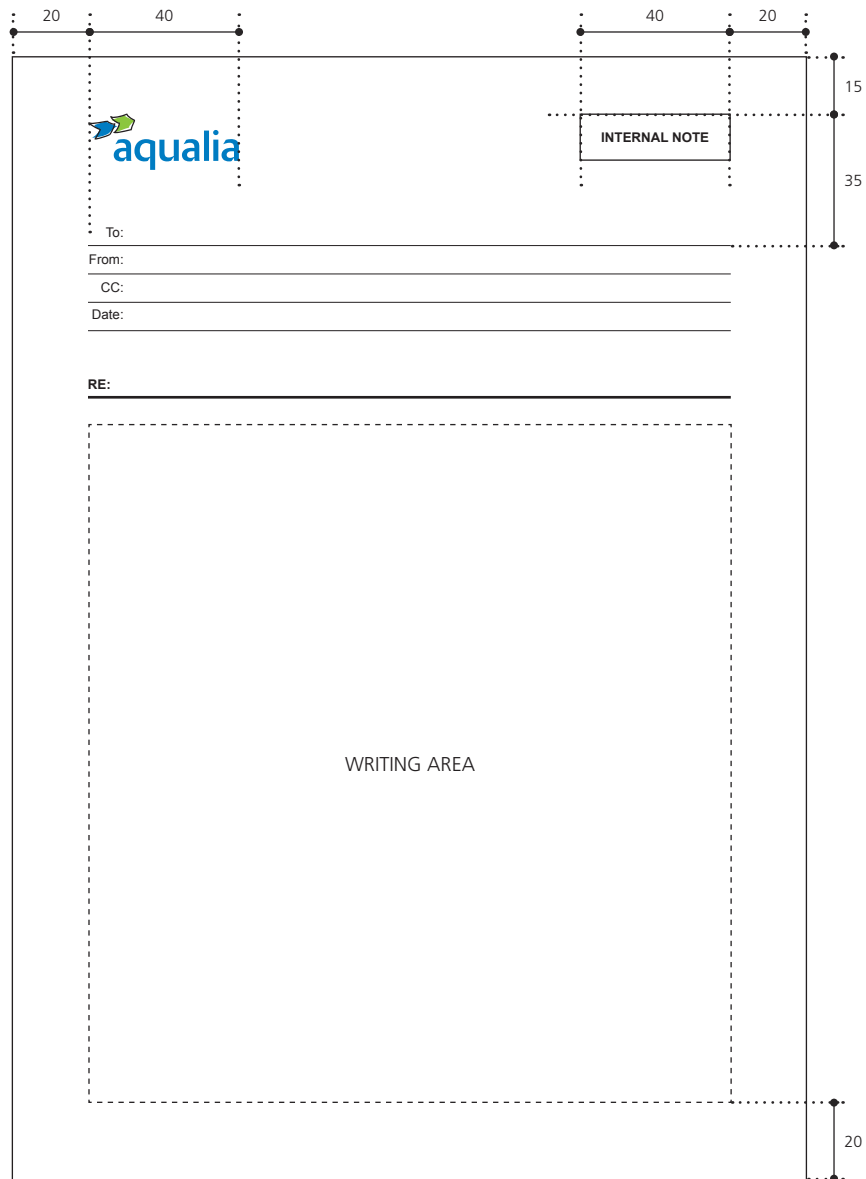 20 40 40 20
15
INTERNAL NOTE
aqualia
35
To:
From:
CC:
Date:
RE:
WRITING AREA
20